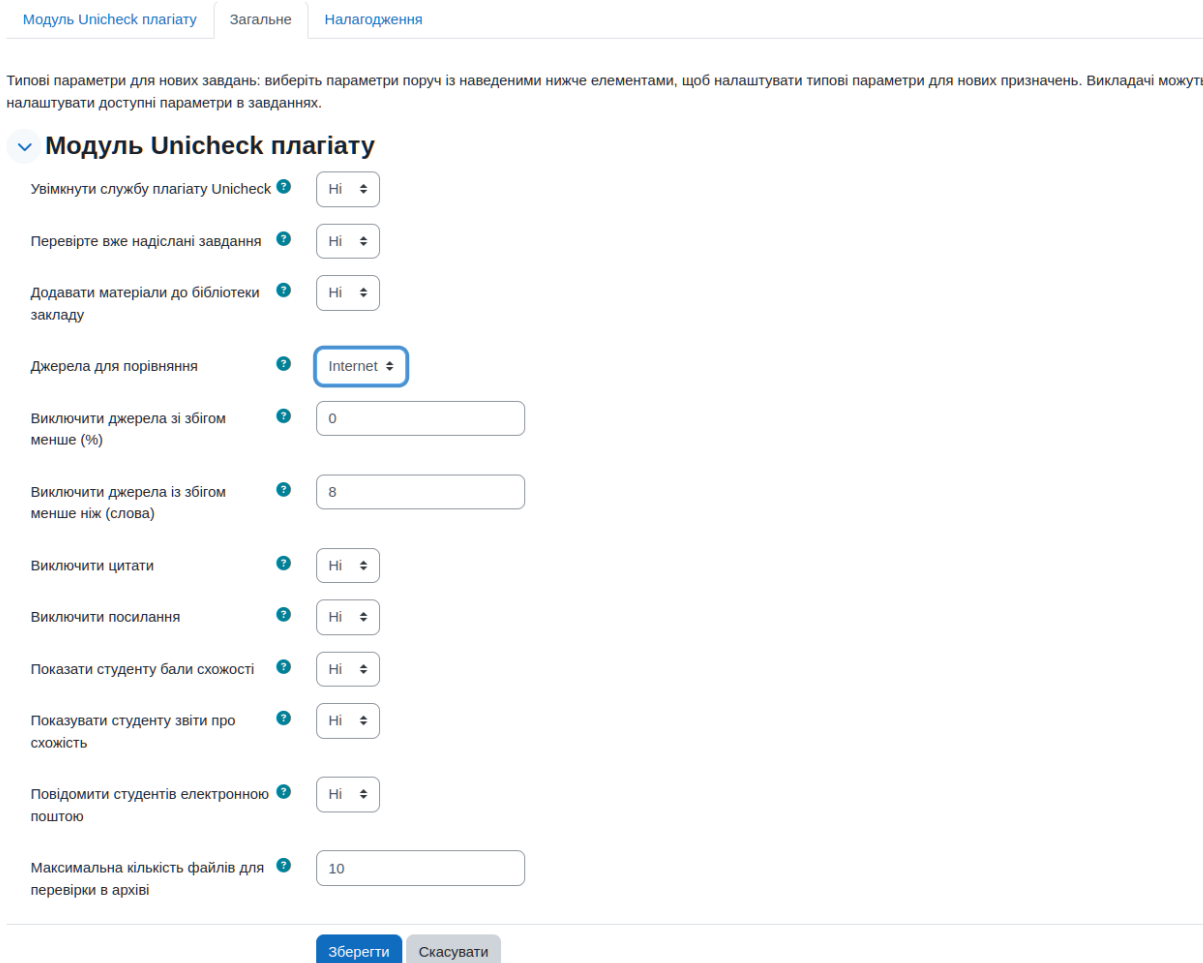 Модуль Unicheck плагіату Загальне Налагодження
Типові параметри для нових завдань: виберіть параметри поруч із наведеними нижче елементами, щоб налаштувати типові параметри для нових призначень. Викладачі можуть
налаштувати доступні параметри в завданнях.
Модуль Unicheck плагіату
Увімкнути службу плагіату Unicheck ? Ні
Перевірте вже надіслані завдання ? Ні
Додавати матеріали до бібліотеки ? Ні
закладу
Джерела для порівняння ? Internet
Виключити джерела зі збігом ? 0
менше (%)
Виключити джерела із збігом ? 8
менше ніж (слова)
Виключити цитати ? Ні
Виключити посилання ? Ні
Показати студенту бали схожості ? Ні
Показувати студенту звіти про ? Ні
схожість
Повідомити студентів електронною ? Ні
поштою
Максимальна кількість файлів для ? 10
перевірки в архіві
Зберегти Скасувати